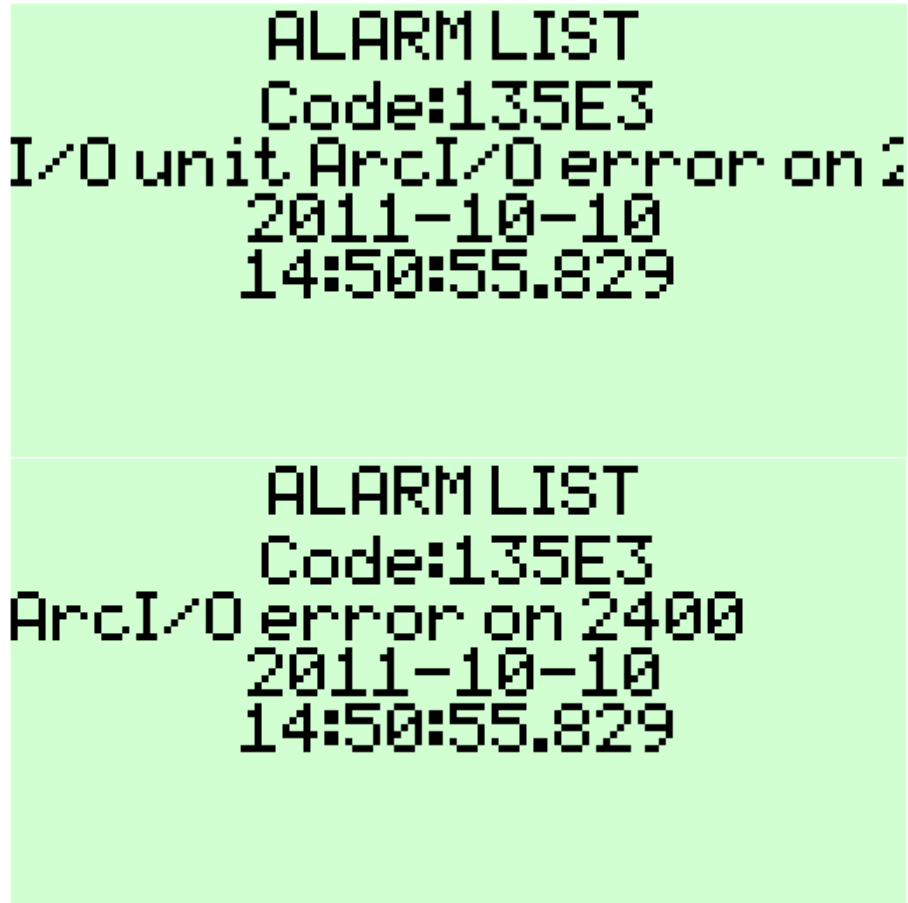 ALARM LIST
Code:135E3
I/O unit ArcI/O error on 2
2011-10-10
14:50:55.829
ALARM LIST
Code:135E3
ArcI/O error on 2400
2011-10-10
14:50:55.829